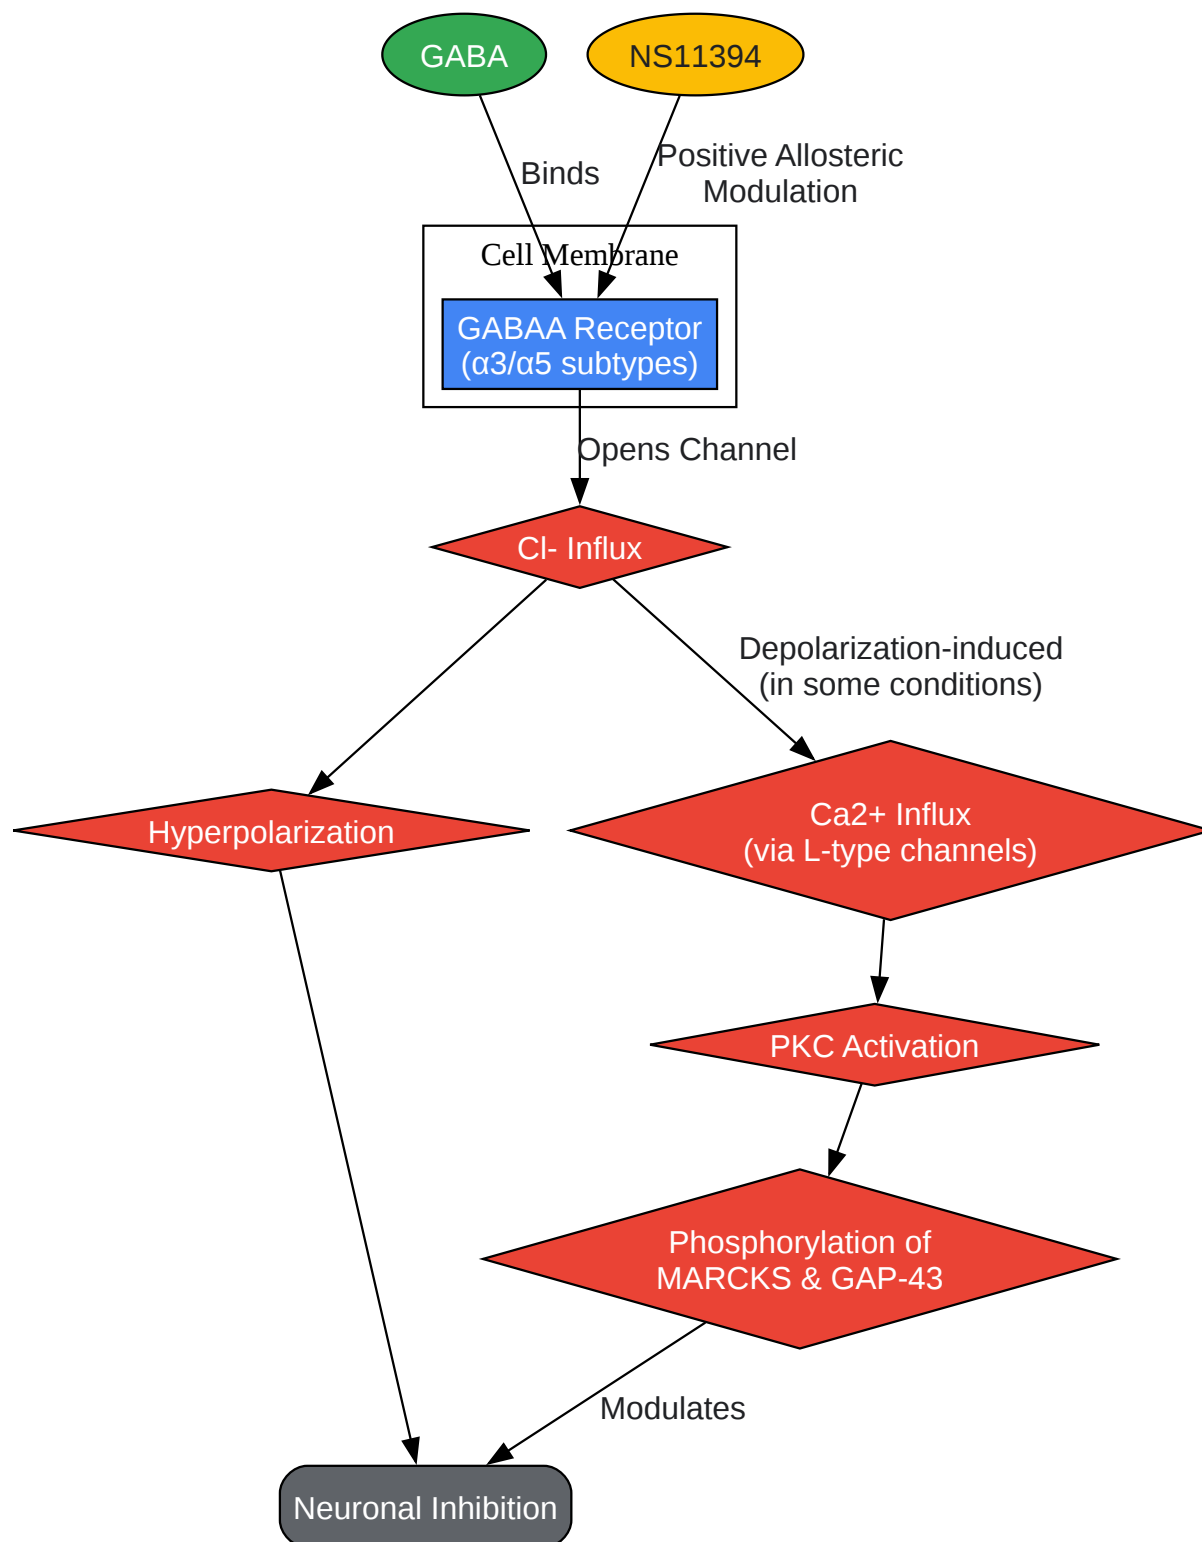 GABA
NS11394
Binds
Positive Allosteric
Modulation
Cell Membrane
GABAA Receptor
(α3/α5 subtypes)
Opens Channel
Cl- Influx
Depolarization-induced
(in some conditions)
Hyperpolarization
Ca2+ Influx
(via L-type channels)
PKC Activation
Phosphorylation of
MARCKS & GAP-43
Modulates
Neuronal Inhibition